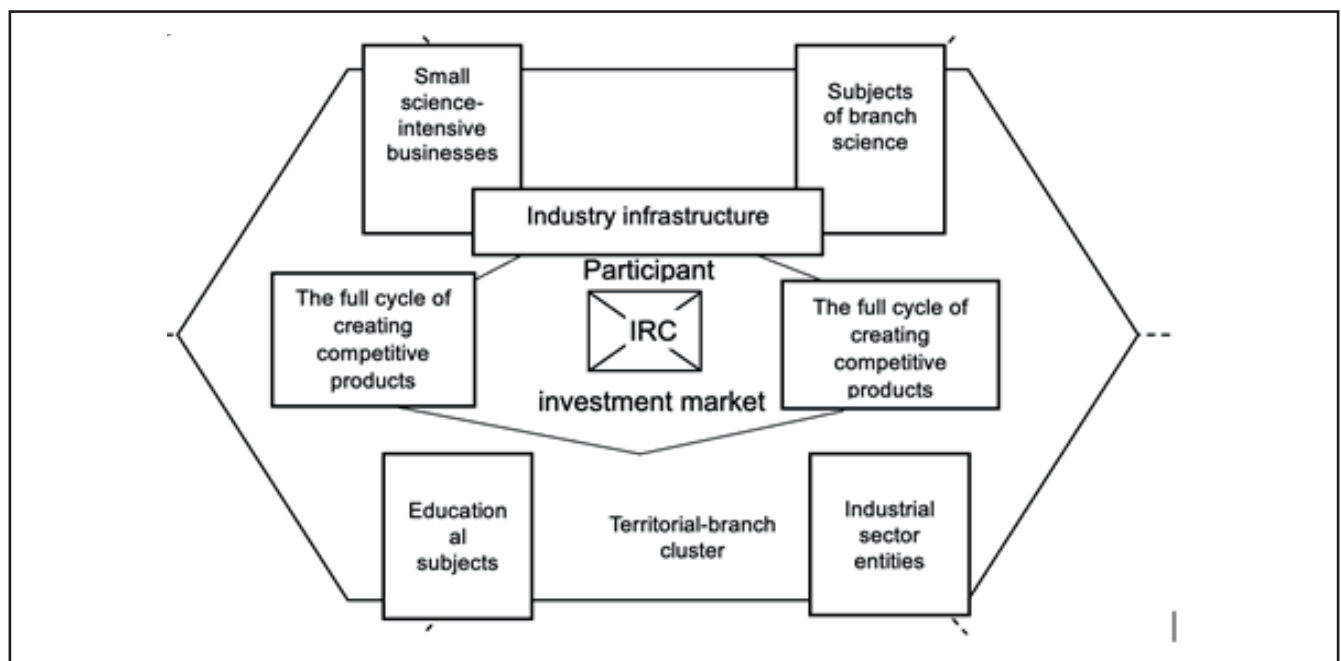 Small
science-
intensive
businesses
Subjects
of branch
science
Industry infrastructure
Participant
The full cycle of
creating
competitive
products
IRC
The full cycle of
creating
competitive
products
investment market
Education
al
subjects
Territorial-branch
cluster
Industrial
sector
entities